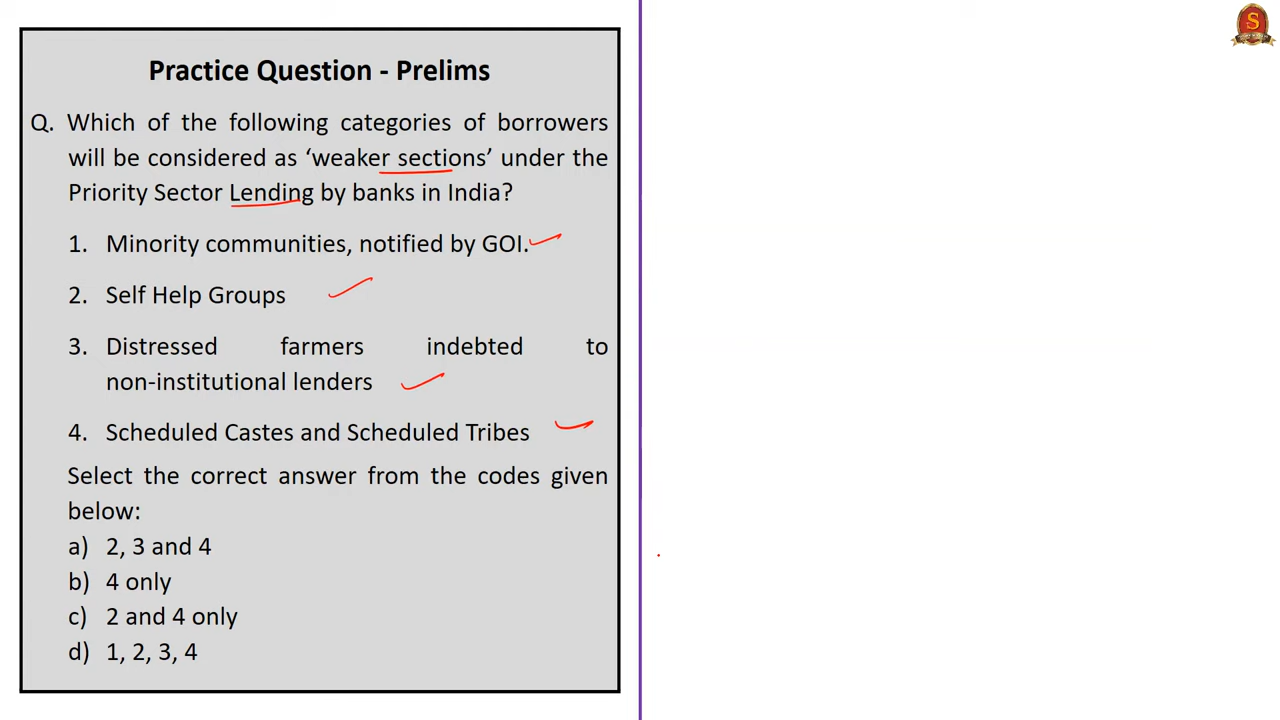 Practice Question - Prelims
Q. Which of the following categories of borrowers
will be considered as ‘weaker sections’ under the
Priority Sector Lending by banks in India?
1. Minority communities, notified by GOI.
2. Self Help Groups
3. Distressed farmers indebted to
non-institutional lenders
4. Scheduled Castes and Scheduled Tribes
Select the correct answer from the codes given
below:
a) 2, 3 and 4
b) 4 only
c) 2 and 4 only
d) 1, 2, 3, 4
S